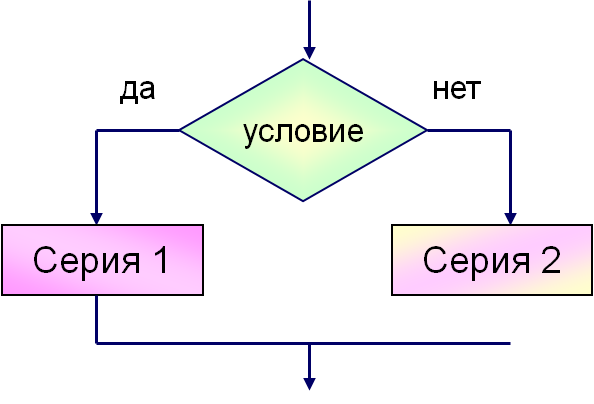 да
нет
условие
Серия 1
Серия 2